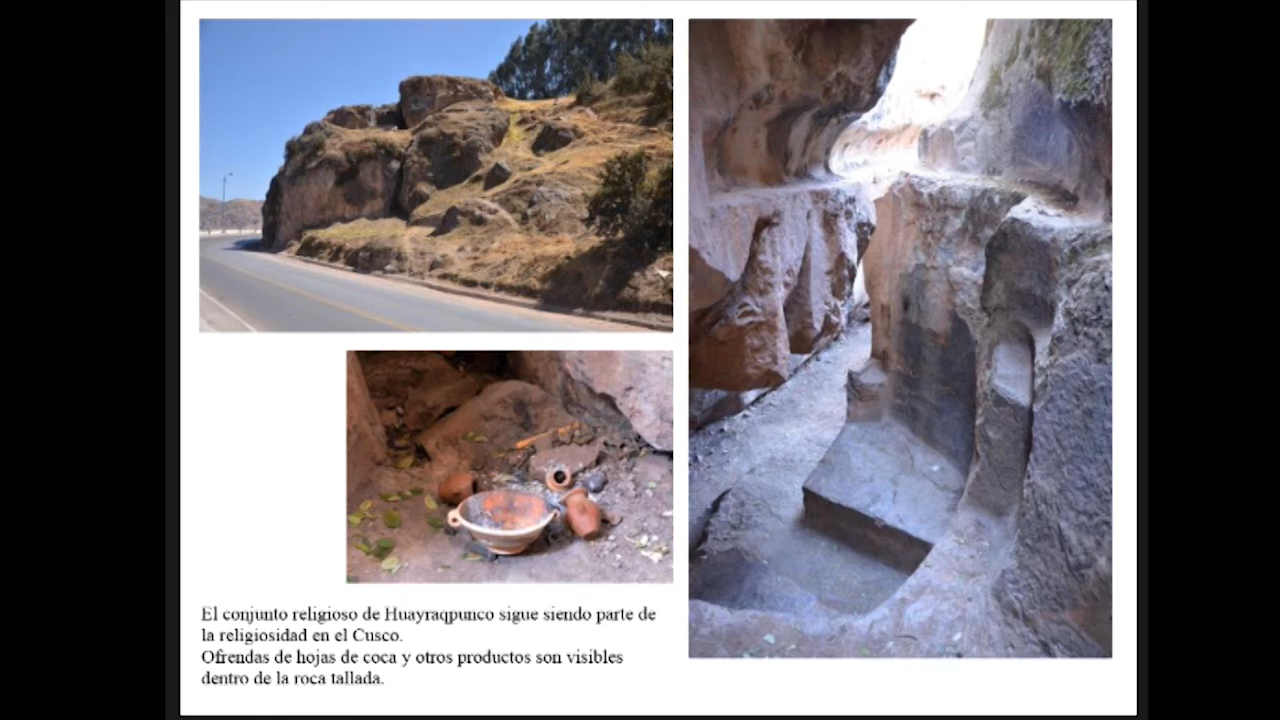 El conjunto religioso de Huayraqpunco sigue siendo parte de
la religiosidad en el Cusco.
Ofrendas de hojas de coca y otros productos son visibles
dentro de la roca tallada.